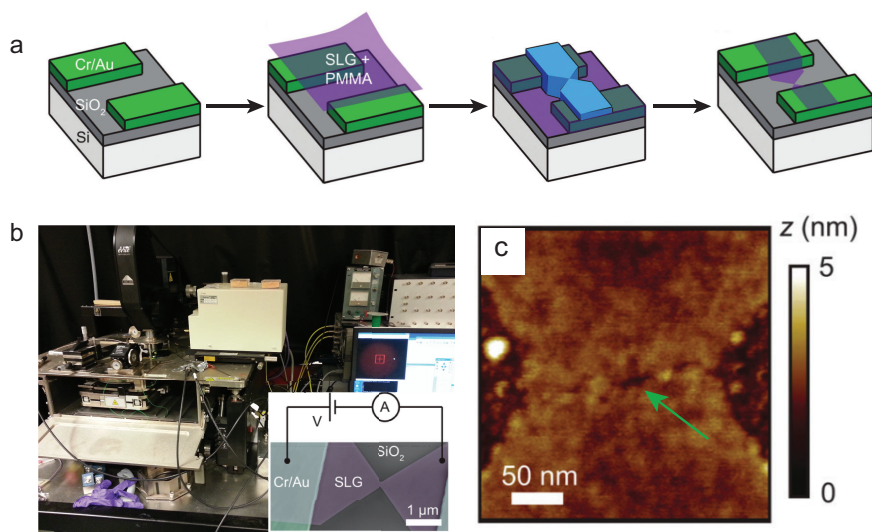 a
Cr/Au
SiO2
Si
SLG +
PMMA
b
V
A
SiO2
Cr/Au
SLG
1 µm
c
50 nm
z (nm)
5
0